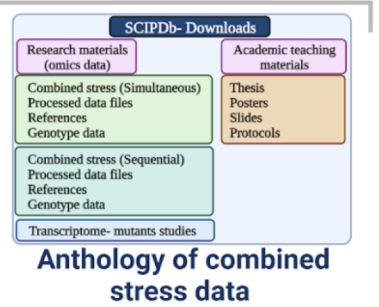 SCIPDb- Downloads
Research materials
(omics data)
Combined stress (Simultaneous)
Processed data files
References
Genotype data
Combined stress (Sequential)
Processed data files
References
Genotype data
Transcriptome- mutants studies
Academic teaching
materials
Thesis
Posters
Slides
Protocols
Anthology of combined
stress data